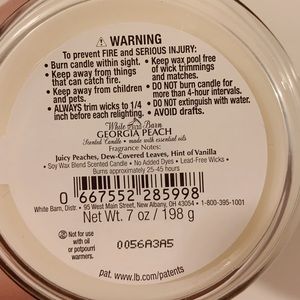 WARNING
To prevent FIRE and SERIOUS INJURY:
• Burn candle within sight.
• Keep away from things that can catch fire.
• Keep away from children and pets.
• ALWAYS trim wicks to 1/4 inch before each relighting.
• Keep wax pool free of wick trimmings and matches.
• DO NOT burn candle for more than 4-hour intervals.
• DO NOT extinguish with water.
• AVOID drafts.
White Barn
GEORGIA PEACH
Scented Candle • made with essential oils
Fragrance Notes:
Juicy Peaches, Dew-Covered Leaves, Hint of Vanilla
• Soy Wax Blend Scented Candle • No Added Dyes • Lead-Free Wicks
Burns approximately 25-45 hours
0 667552 285998
White Barn, Distr. • 95 West Main Street, New Albany, OH 43054 • 1-800-395-1001
Net Wt. 7 oz / 198 g
Not for use with oil or potpourri warmers.
0056A3A5
pat. www.lb.com/patents